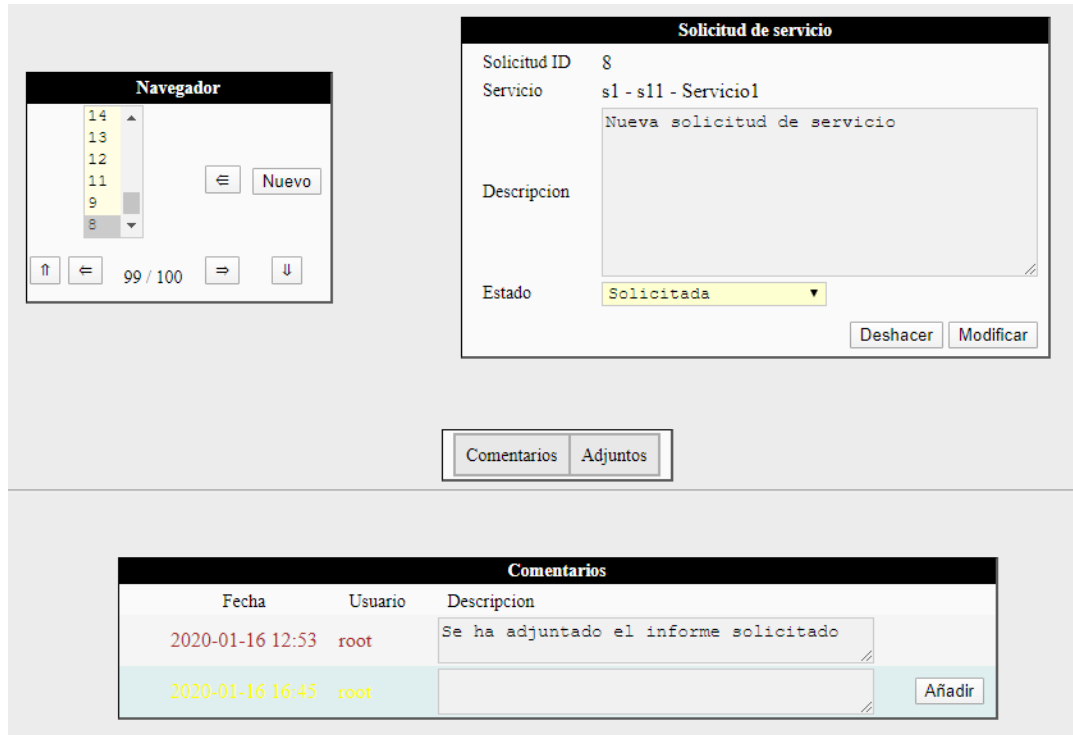 Navegador
14
13
12
11
9
8
⋹ Nuevo
⇑ ⇐ 99 / 100 ⇒ ⇓
Solicitud de servicio
Solicitud ID 8
Servicio s1 - s11 - Servicio1
Descripcion Nueva solicitud de servicio
Estado Solicitada
Deshacer Modificar
Comentarios Adjuntos
Comentarios
Fecha Usuario Descripcion
2020-01-16 12:53 root Se ha adjuntado el informe solicitado
2020-01-16 16:45 root Añadir